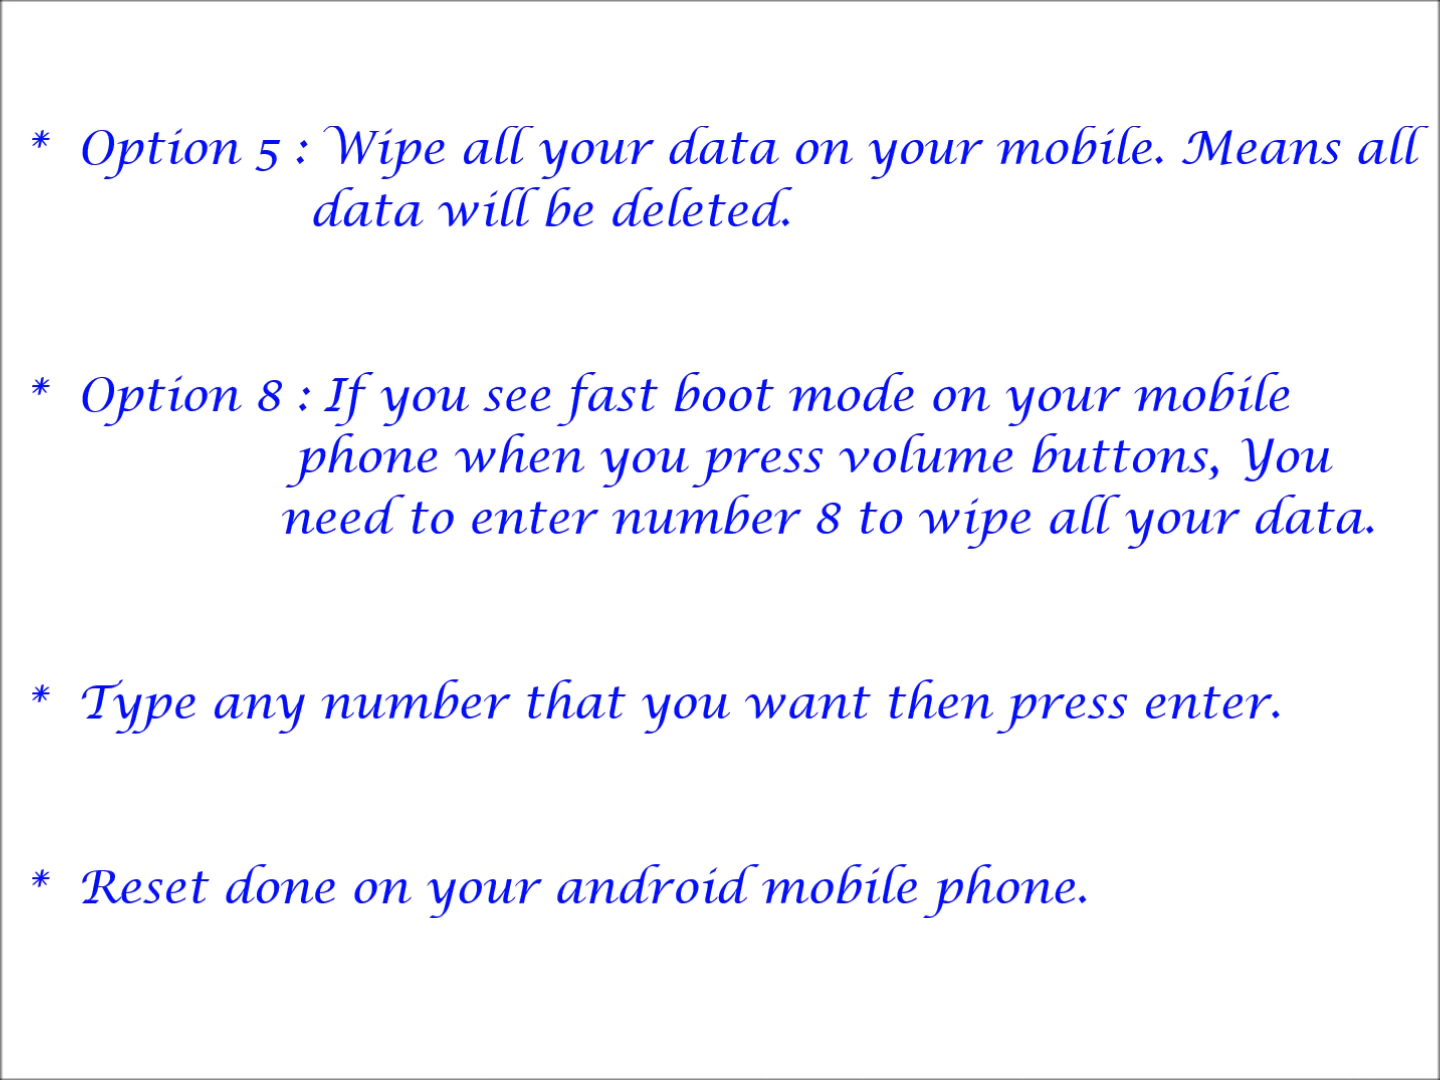 * Option 5 : Wipe all your data on your mobile. Means all
data will be deleted.
* Option 8 : If you see fast boot mode on your mobile
phone when you press volume buttons, You
need to enter number 8 to wipe all your data.
* Type any number that you want then press enter.
* Reset done on your android mobile phone.